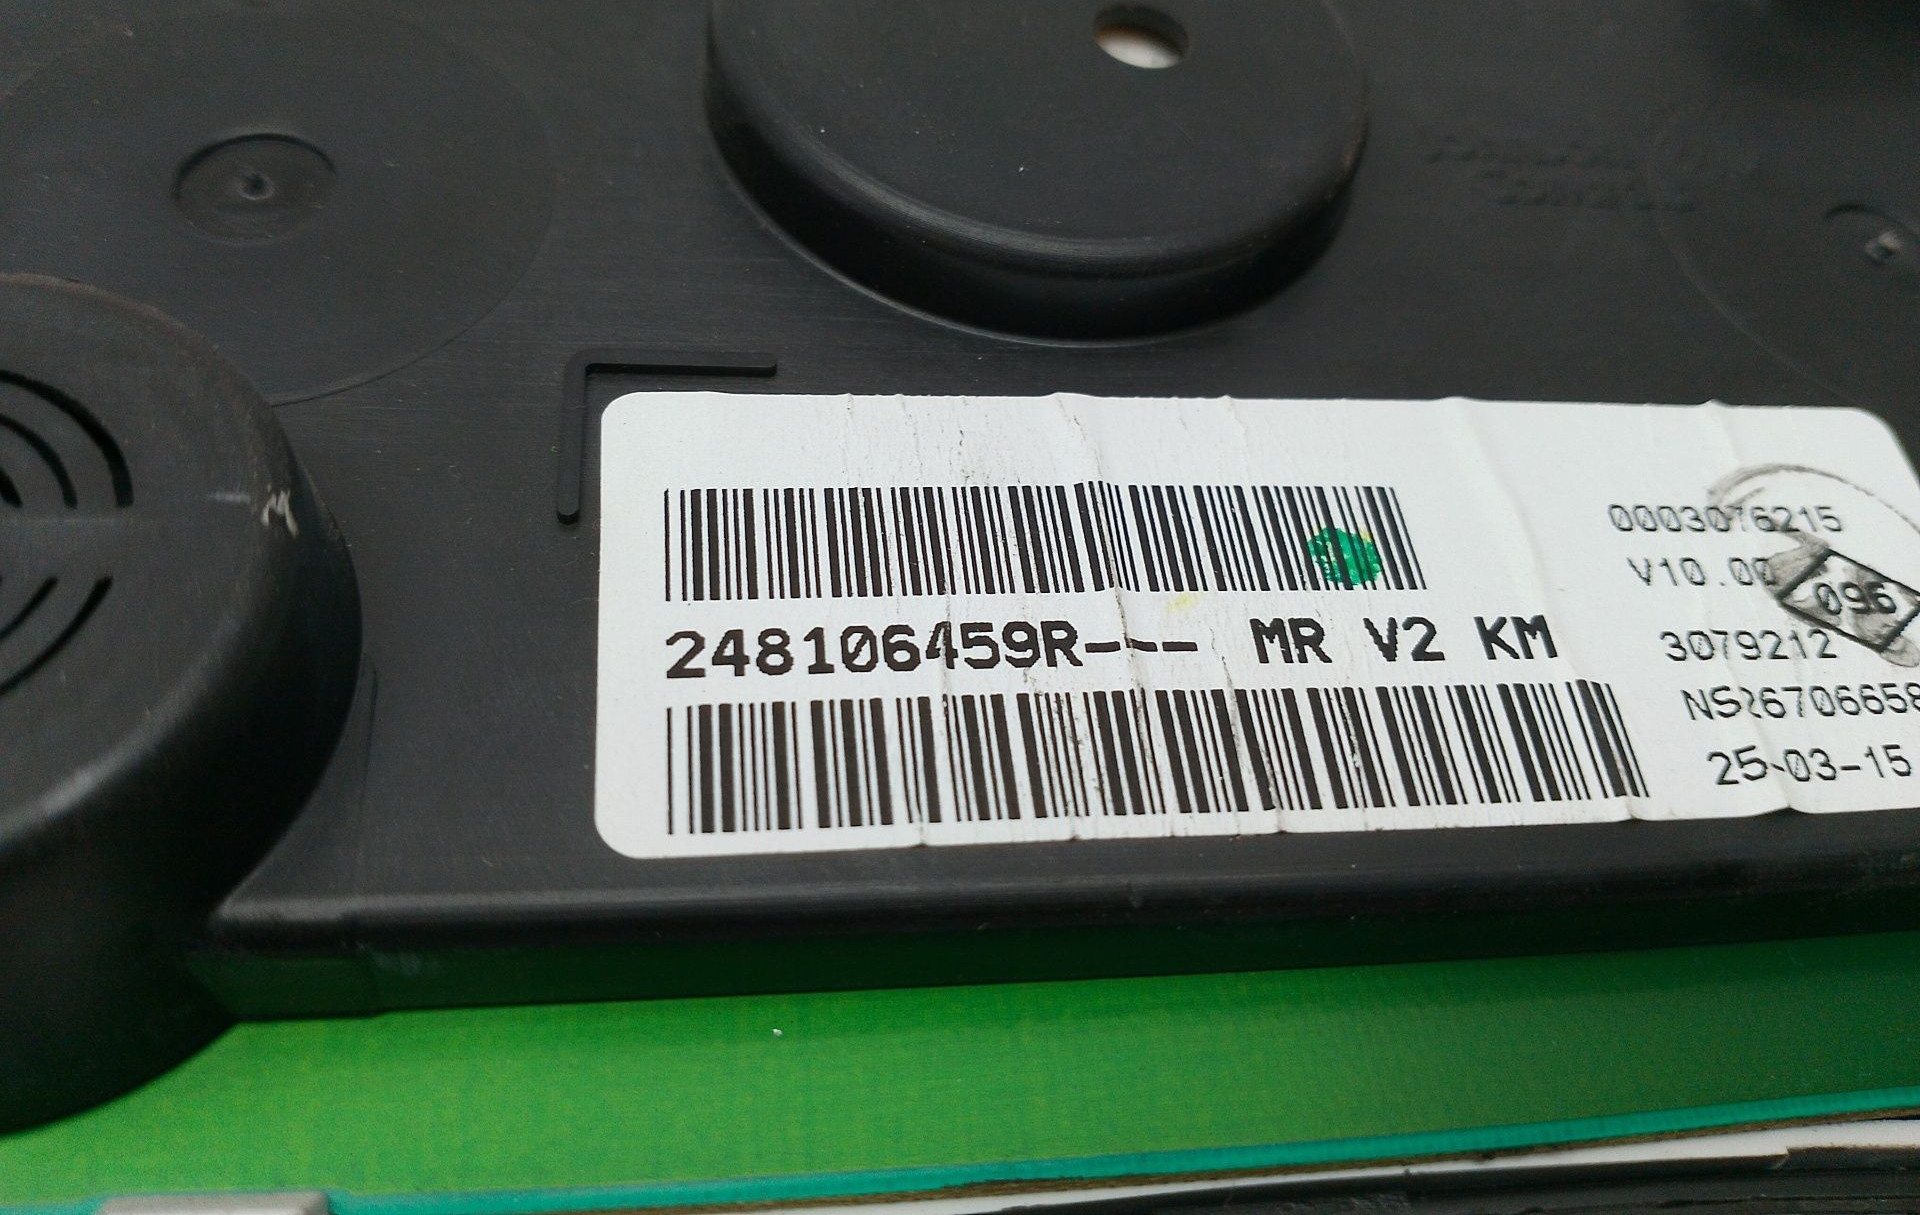 0003076215
V10.00
096
248106459R--- MR V2 KM
3079212
NS26706658
25-03-15